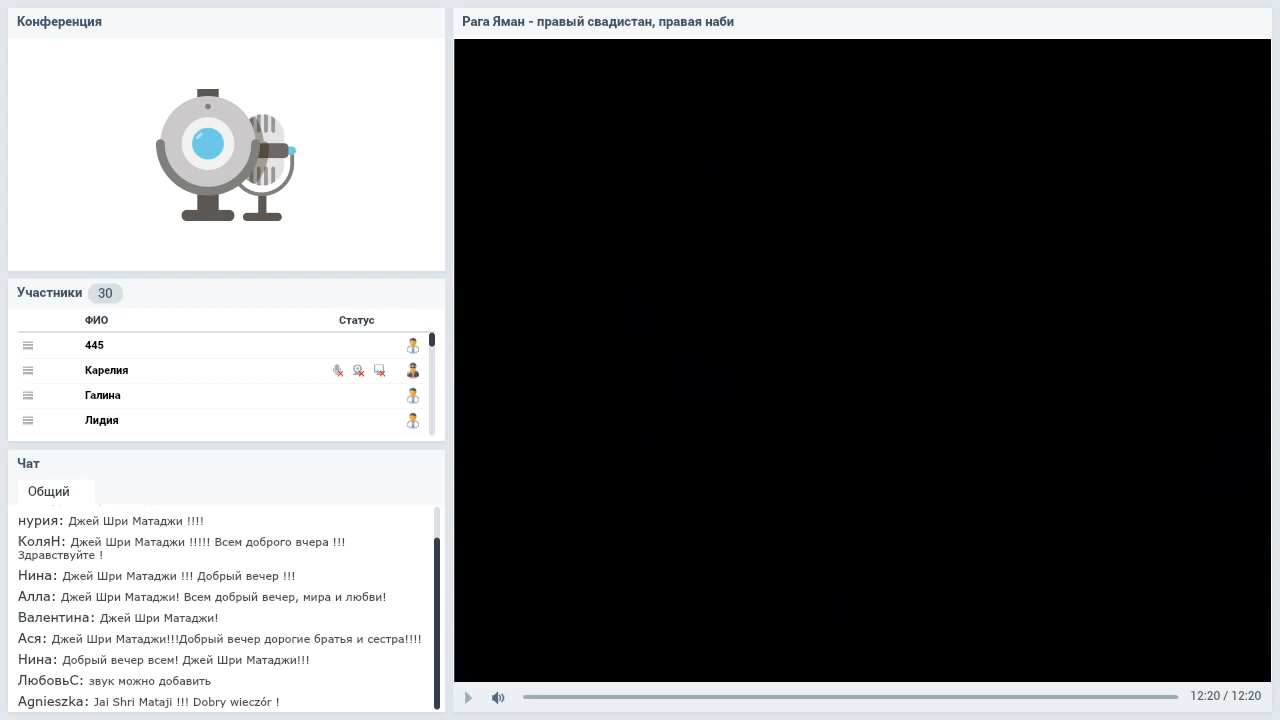 Конференция
Рага Яман - правый свадистан, правая наби
Участники 30
ФИО Статус
445
Карелия
Галина
Лидия
Чат
Общий
нурия: Джей Шри Матаджи !!!!
КоляН: Джей Шри Матаджи !!!!! Всем доброго вчера !!!
Здравствуйте !
Нина: Джей Шри Матаджи !!! Добрый вечер !!!
Алла: Джей Шри Матаджи! Всем добрый вечер, мира и любви!
Валентина: Джей Шри Матаджи!
Ася: Джей Шри Матаджи!!!Добрый вечер дорогие братья и сестра!!!!
Нина: Добрый вечер всем! Джей Шри Матаджи!!!
ЛюбовьС: звук можно добавить
Agnieszka: Jai Shri Mataji !!! Dobry wieczór !
12:20 / 12:20